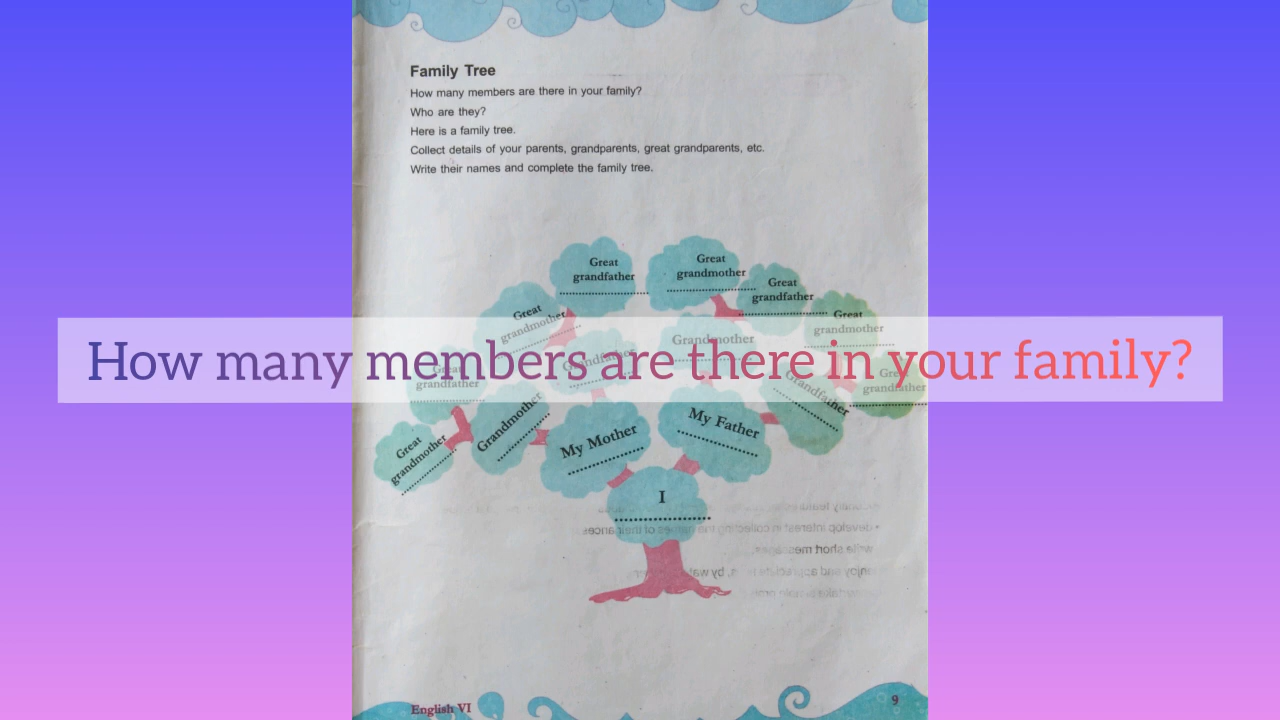 Family Tree
How many members are there in your family?
Who are they?
Here is a family tree.
Collect details of your parents, grandparents, great grandparents, etc.
Write their names and complete the family tree.
Great
grandfather
Great
grandmother
Great
grandfather
Great
grandmother
Great
grandmother
How many members are there in your family?
Grandfather
Grandmother
Great
grandfather
Grandfather
Great
grandfather
Great
grandmother
Grandmother
My Mother
My Father
I
English VI
9